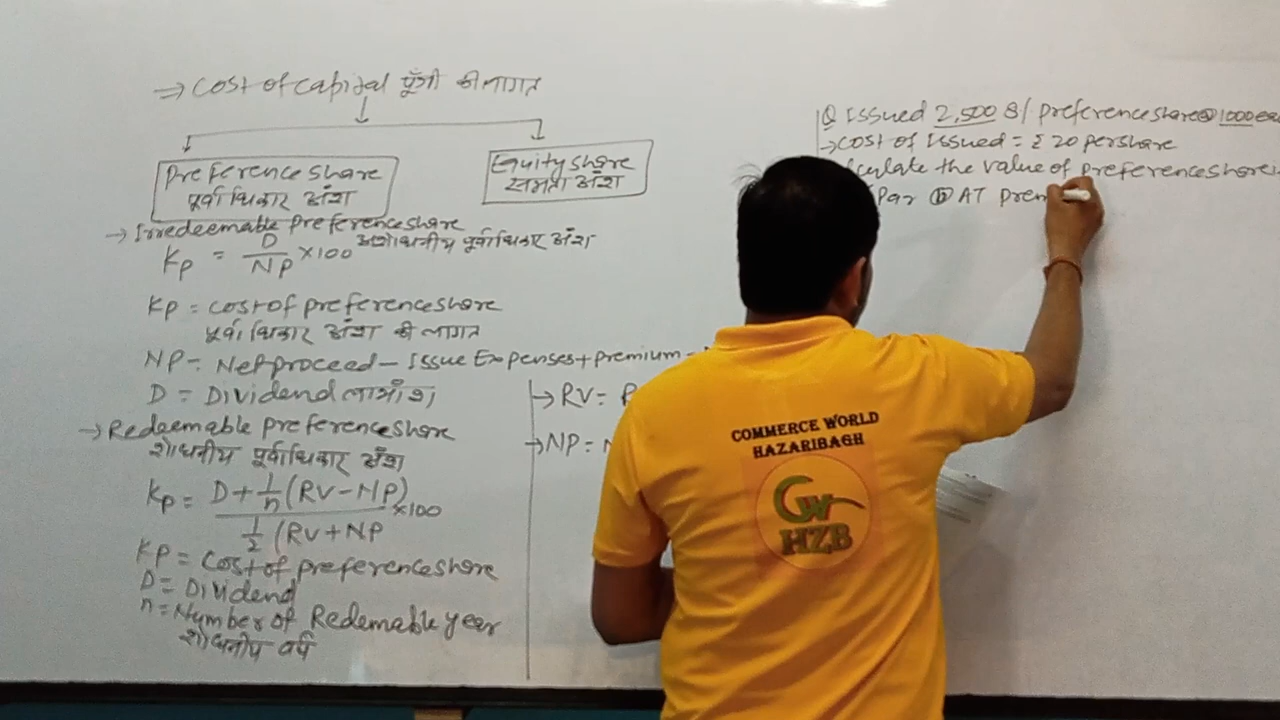 ⇒ Cost of capital पूँजी की लागत
Preference share
पूर्वाधिकार अंश
Equity share
समता अंश
→ Irredeemable preference share
अशोधनीय पूर्वाधिकार अंश
Kp = D/NP ×100
Kp = cost of preference share
पूर्वाधिकार अंश की लागत
NP = Net proceed – Issue Expenses + premium –
D = Dividend लाभाँश
→ Redeemable preference share
शोधनीय पूर्वाधिकार अंश
Kp = D + 1/n (RV – NP) / 1/2 (RV + NP ×100
Kp = Cost of preference share
D = Dividend
n = Number of Redemable year
शोधनीय वर्ष
→ RV =
→ NP =
Q Issued 2,500 8/ preference share @ 1000
→ Cost of Issued = ₹ 20 per share
the value of preference share
Par ⓑ AT prem
COMMERCE WORLD
HAZARIBAGH
CW
HZB